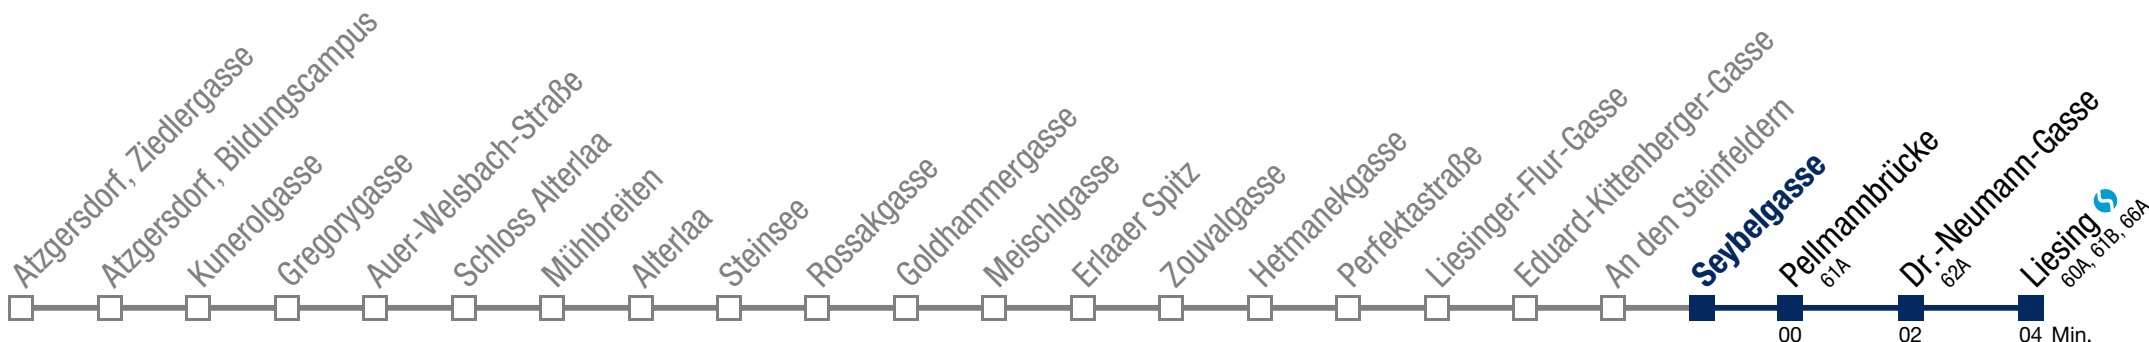 Atzgersdorf, Ziedlergasse
Atzgersdorf, Bildungscampus
Kunerolgasse
Gregorygasse
Auer-Welsbach-Straße
Schloss Alterlaa
Mühlbreiten
Alterlaa
Steinsee
Rossakgasse
Goldhammergasse
Meischlgasse
Erlaaer Spitz
Zouvalgasse
Hetmanekgasse
Perfektastraße
Liesinger-Flur-Gasse
Eduard-Kittenberger-Gasse
An den Steinfeldern
Seybelgasse
Pellmannbrücke
61A
Dr.-Neumann-Gasse
62A
Liesing
60A, 61B, 66A
00
02
04 Min.